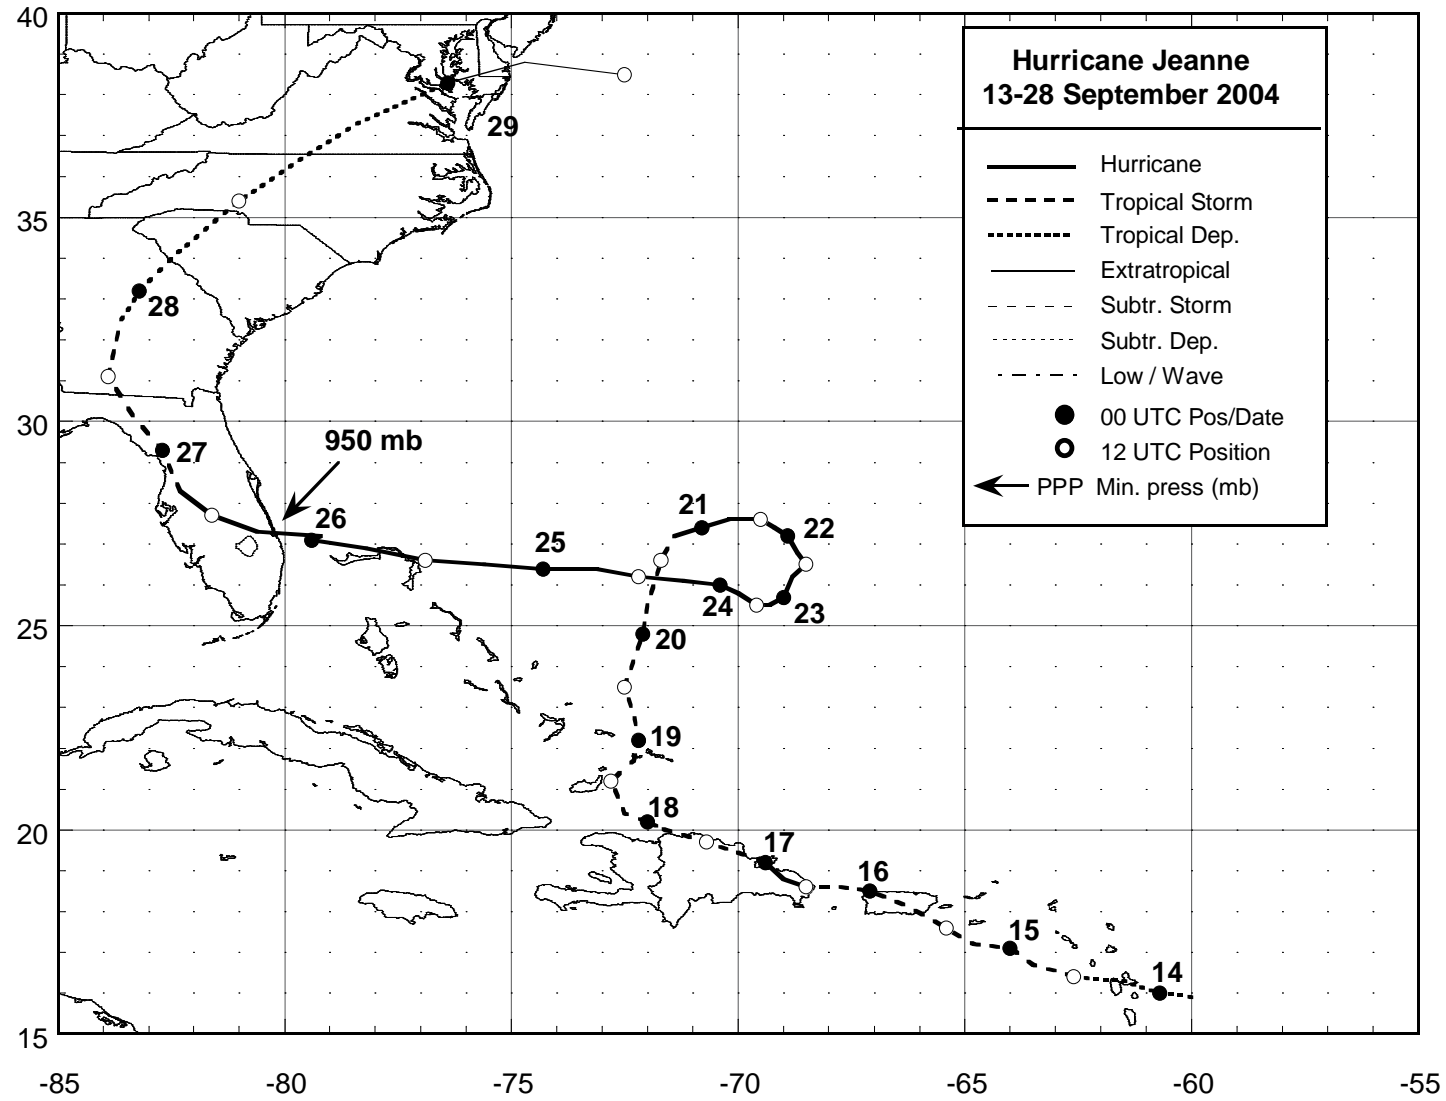 Hurricane Jeanne
13-28 September 2004
Hurricane
Tropical Storm
Tropical Dep.
Extratropical
Subtr. Storm
Subtr. Dep.
Low / Wave
00 UTC Pos/Date
12 UTC Position
PPP Min. press (mb)
40
35
30
25
20
15
29
28
27
950 mb
26
25
21
22
24
23
20
19
18
17
16
15
14
-85 -80 -75 -70 -65 -60 -55